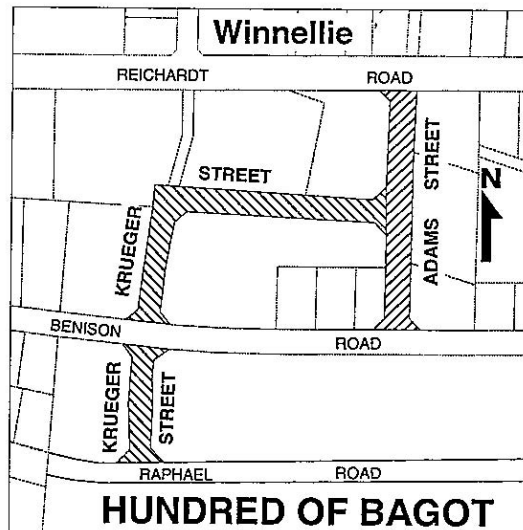 Winnellie
REICHARDT ROAD
STREET
STREET
ADAMS
N
KRUEGER
BENISON ROAD
KRUEGER
STREET
RAPHAEL ROAD
HUNDRED OF BAGOT